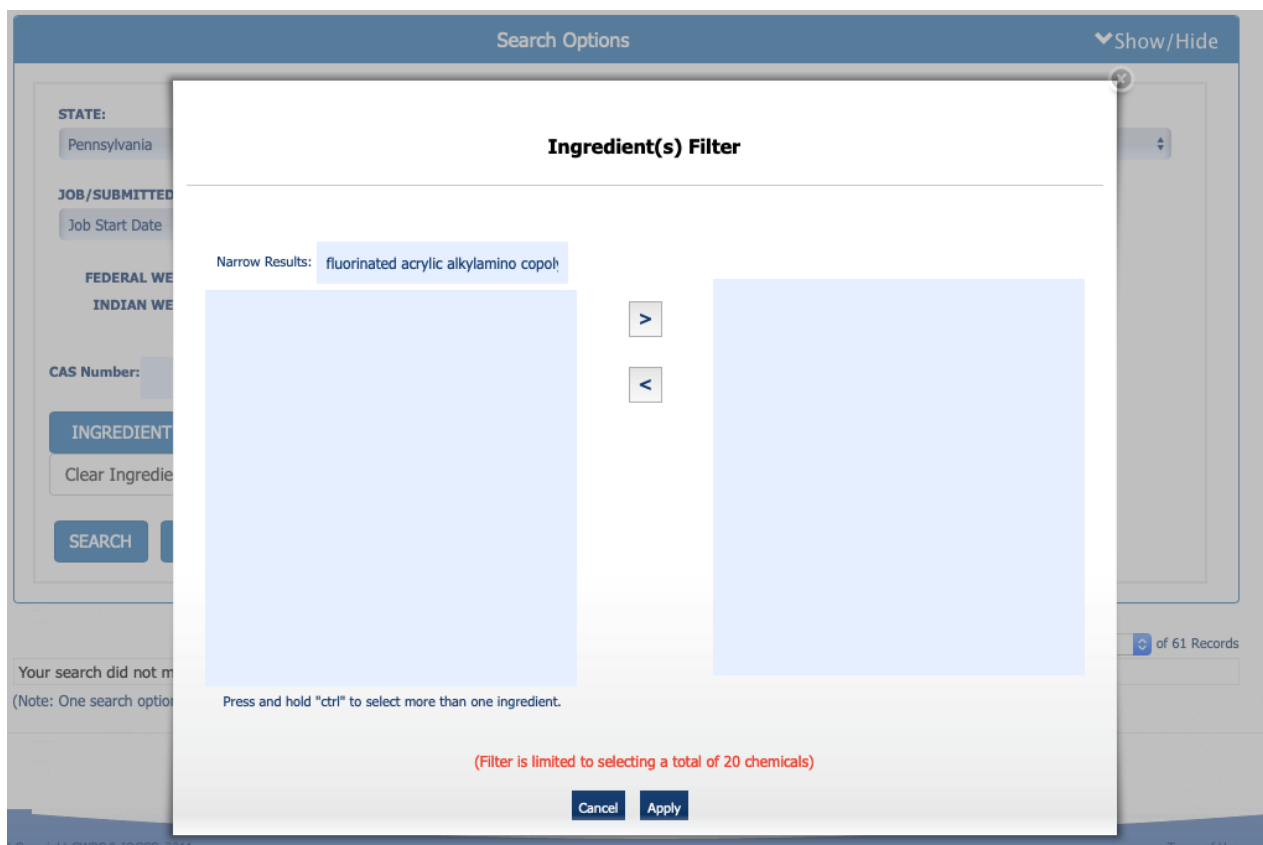 Search Options
Show/Hide
STATE:
Pennsylvania
Ingredient(s) Filter
JOB/SUBMITTED
Job Start Date
Narrow Results: fluorinated acrylic alkylamino copoly
FEDERAL WE
INDIAN WE
>
CAS Number:
<
INGREDIENT
Clear Ingredie
SEARCH
of 61 Records
Your search did not m
(Note: One search option
Press and hold "ctrl" to select more than one ingredient.
(Filter is limited to selecting a total of 20 chemicals)
Cancel Apply